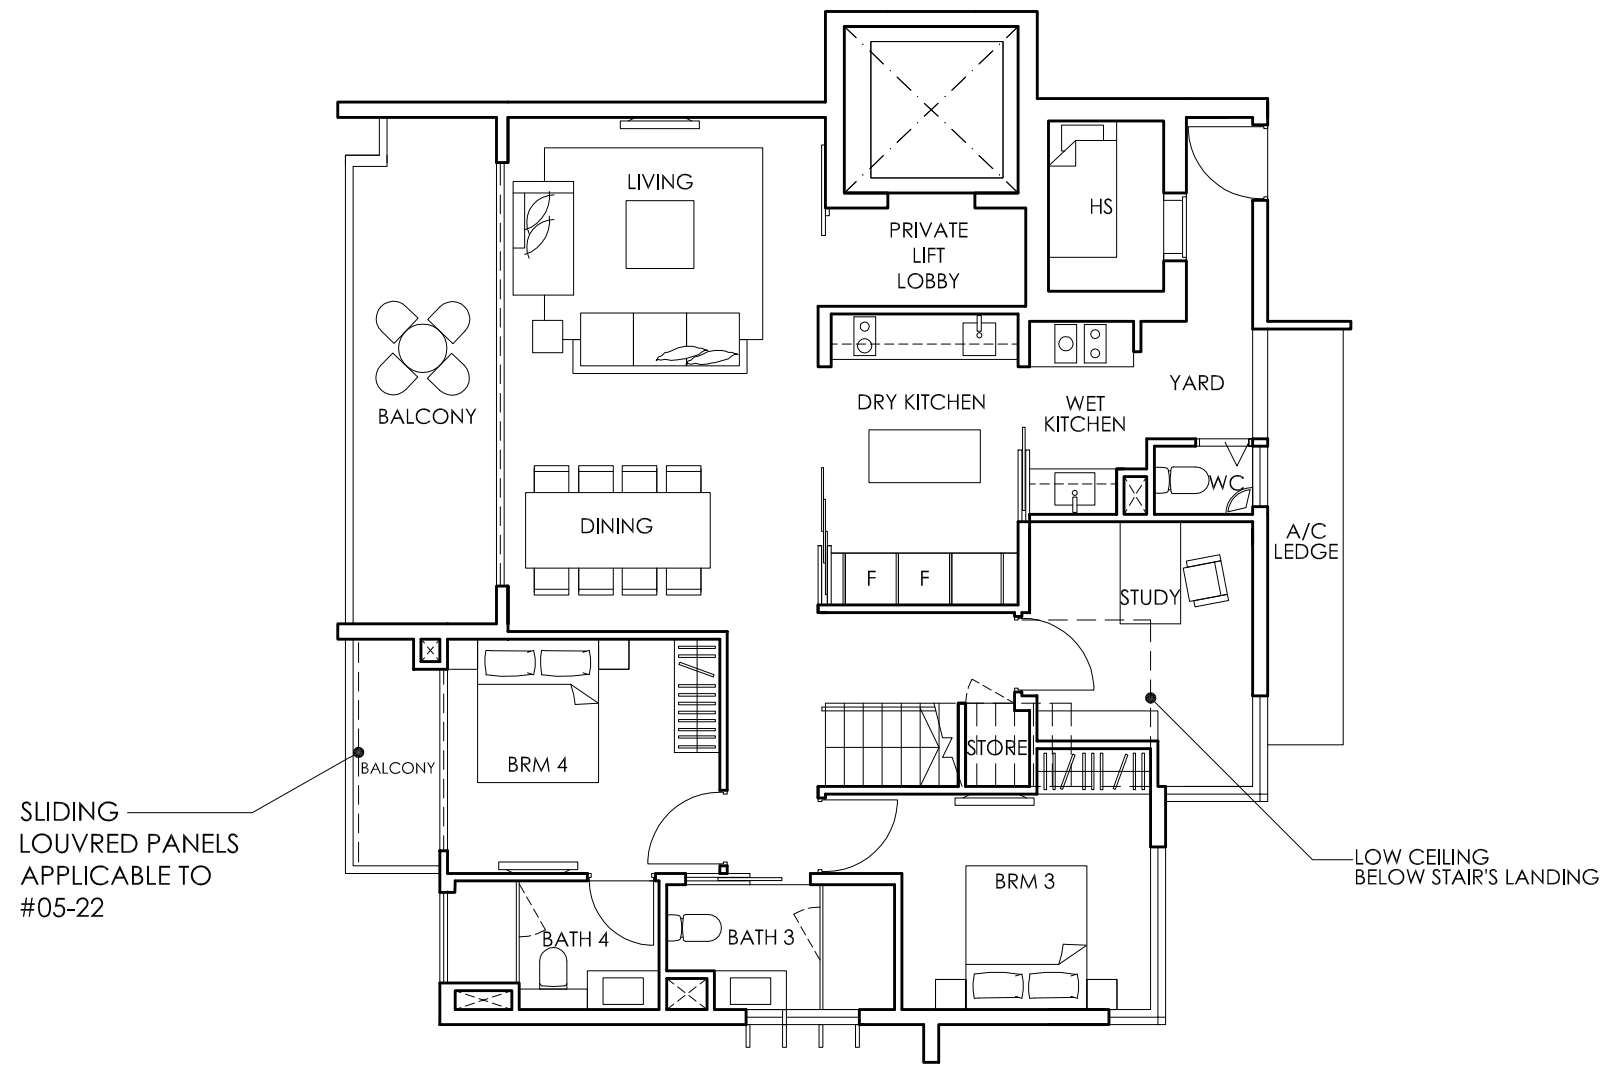 LIVING
HS
PRIVATE
LIFT
LOBBY
BALCONY
DRY KITCHEN
WET
KITCHEN
YARD
WC
DINING
A/C
LEDGE
F
F
STUDY
STORE
BRM 4
BALCONY
SLIDING
LOUVRED PANELS
APPLICABLE TO
#05-22
LOW CEILING
BELOW STAIR'S LANDING
BRM 3
BATH 4
BATH 3